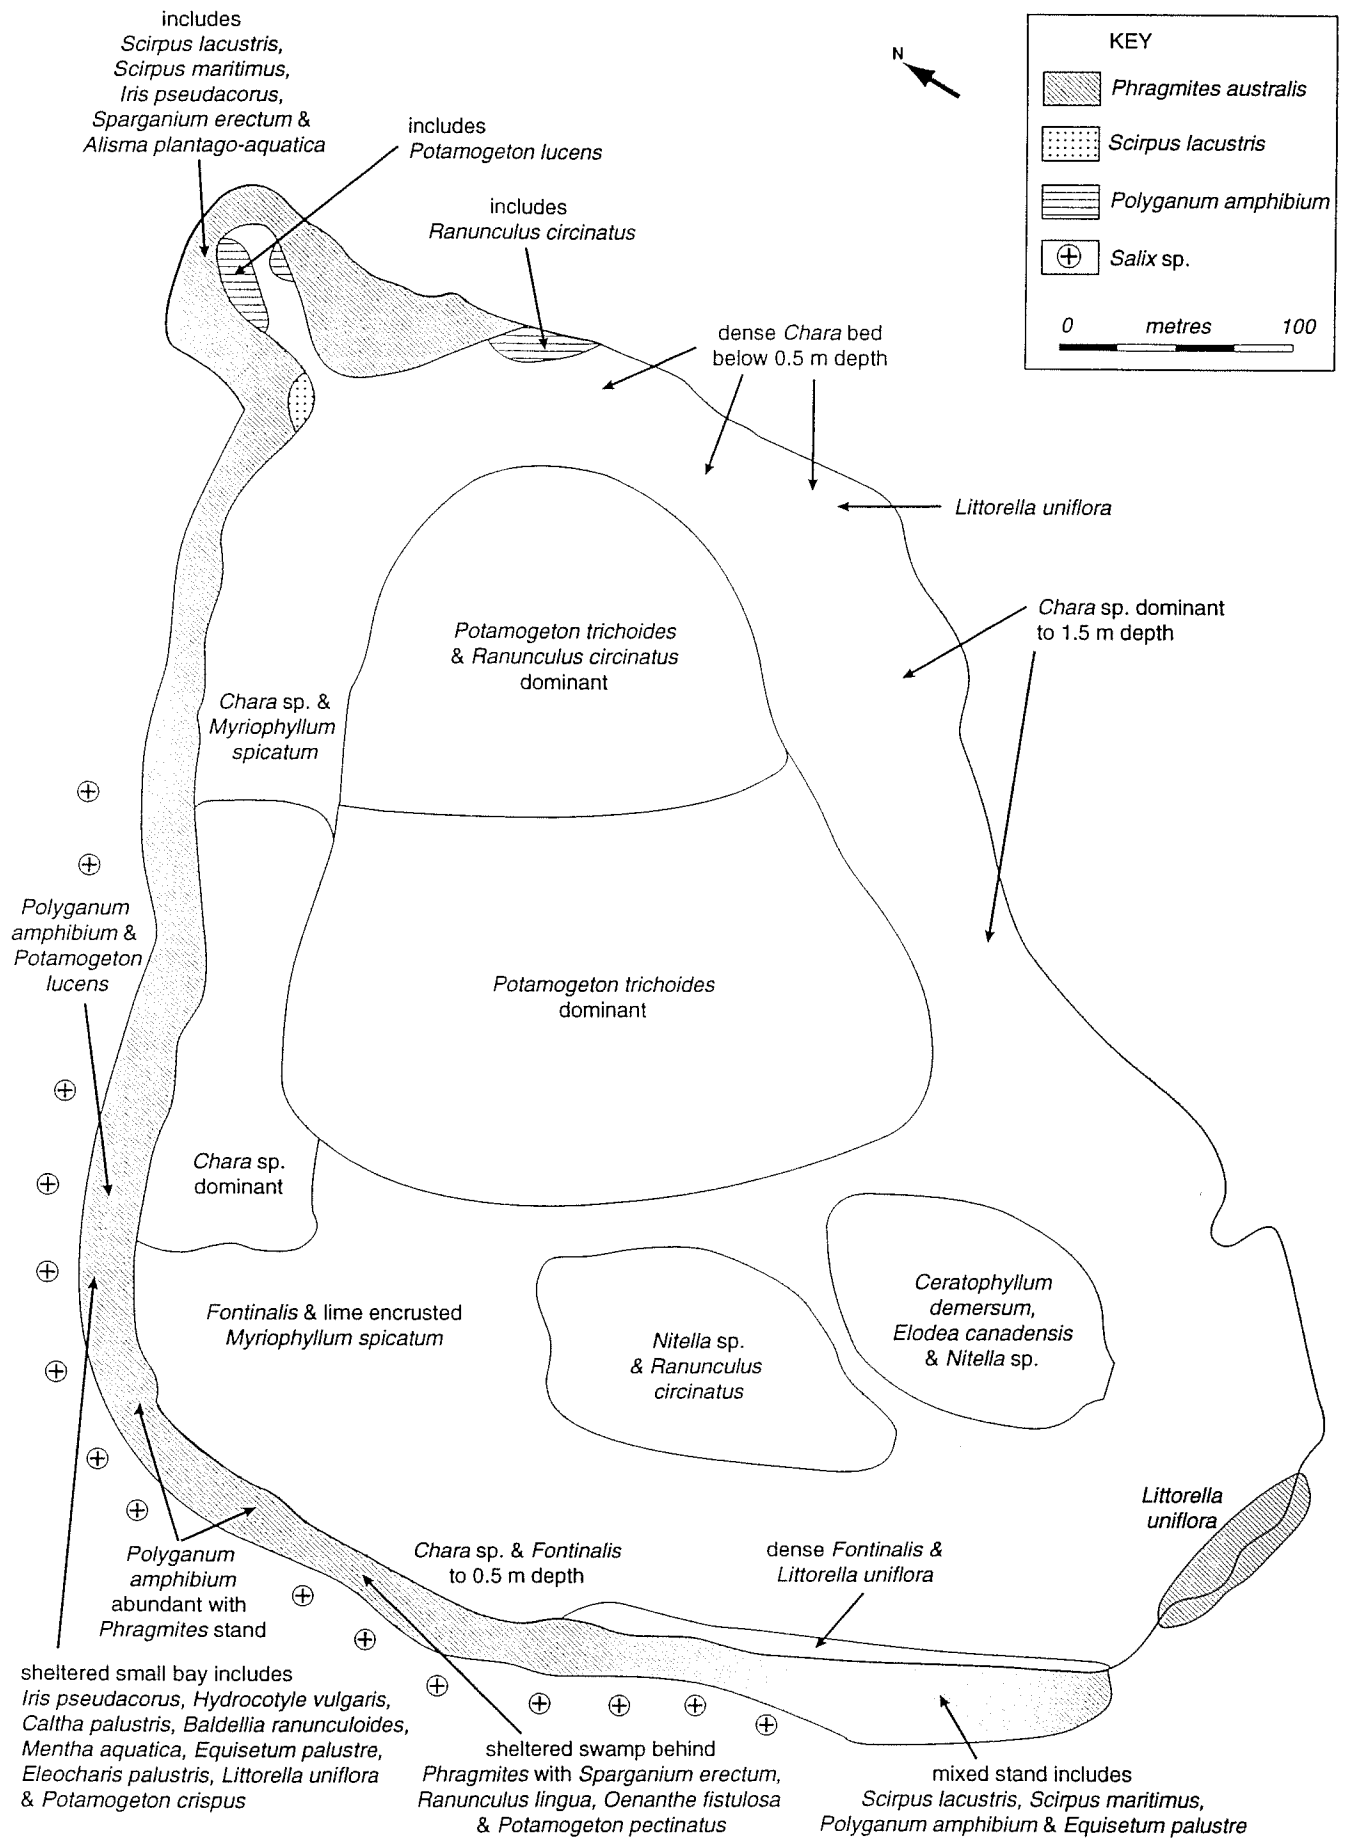 includes
Scirpus lacustris,
Scirpus maritimus,
Iris pseudacorus,
Sparganium erectum &
Alisma plantago-aquatica
includes
Potamogeton lucens
includes
Ranunculus circinatus
N
KEY
Phragmites australis
Scirpus lacustris
Polyganum amphibium
Salix sp.
0 metres 100
dense Chara bed
below 0.5 m depth
Littorella uniflora
Chara sp. dominant
to 1.5 m depth
Potamogeton trichoides
& Ranunculus circinatus
dominant
Chara sp. &
Myriophyllum
spicatum
Polyganum
amphibium &
Potamogeton
lucens
Potamogeton trichoides
dominant
Chara sp.
dominant
Fontinalis & lime encrusted
Myriophyllum spicatum
Nitella sp.
& Ranunculus
circinatus
Ceratophyllum
demersum,
Elodea canadensis
& Nitella sp.
Littorella
uniflora
Polyganum
amphibium
abundant with
Phragmites stand
Chara sp. & Fontinalis
to 0.5 m depth
dense Fontinalis &
Littorella uniflora
sheltered small bay includes
Iris pseudacorus, Hydrocotyle vulgaris,
Caltha palustris, Baldellia ranunculoides,
Mentha aquatica, Equisetum palustre,
Eleocharis palustris, Littorella uniflora
& Potamogeton crispus
sheltered swamp behind
Phragmites with Sparganium erectum,
Ranunculus lingua, Oenanthe fistulosa
& Potamogeton pectinatus
mixed stand includes
Scirpus lacustris, Scirpus maritimus,
Polyganum amphibium & Equisetum palustre